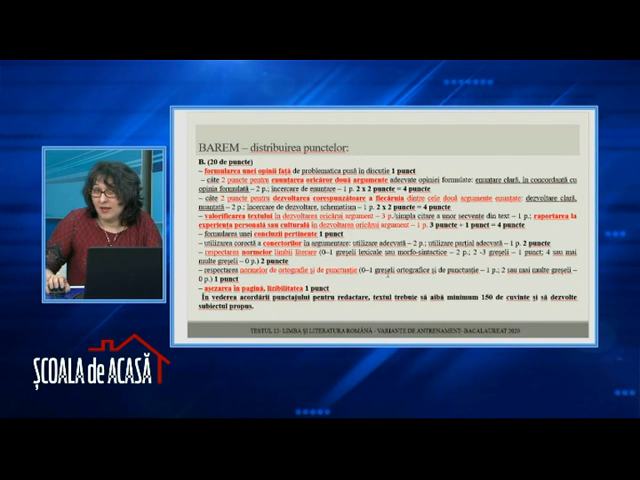 BAREM – distribuirea punctelor:
B. (20 de puncte)
– formularea unei opinii față de problematica pusă în discuție 1 punct
– câte 2 puncte pentru enunțarea oricăror două argumente adecvate opiniei formulate: enunțare clară, în concordanță cu
opinia formulată – 2 p.; încercare de enunțare – 1 p. 2 x 2 puncte = 4 puncte
– câte 2 puncte pentru dezvoltarea corespunzătoare a fiecăruia dintre cele două argumente enunțate: dezvoltare clară,
nuanțată – 2 p.; încercare de dezvoltare, schematism – 1 p. 2 x 2 puncte = 4 puncte
– valorificarea textului în dezvoltarea oricărui argument – 3 p./simpla citare a unor secvențe din text – 1 p.; raportarea la
experiența personală sau culturală în dezvoltarea oricărui argument – 1 p. 3 puncte + 1 punct = 4 puncte
– formularea unei concluzii pertinente 1 punct
– utilizarea corectă a conectorilor în argumentare: utilizare adecvată – 2 p.; utilizare parțial adecvată – 1 p. 2 puncte
– respectarea normelor limbii literare (0–1 greșeli lexicale sau morfo-sintactice – 2 p.; 2 -3 greșeli – 1 punct; 4 sau mai
multe greșeli – 0 p.) 2 puncte
– respectarea normelor de ortografie și de punctuație (0–1 greșeli ortografice și de punctuație – 1 p.; 2 sau mai multe greșeli –
0 p.) 1 punct
– așezarea în pagină, lizibilitatea 1 punct
În vederea acordării punctajului pentru redactare, textul trebuie să aibă minimum 150 de cuvinte și să dezvolte
subiectul propus.
TESTUL 13- LIMBA ȘI LITERATURA ROMÂNĂ - VARIANTE DE ANTRENAMENT- BACALAUREAT 2020
ȘCOALA de ACASĂ